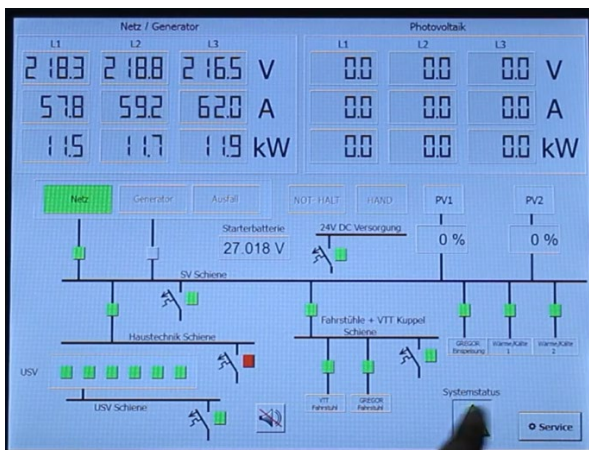 Netz / Generator
Photovoltaik
L1 L2 L3
L1 L2 L3
218.3 218.8 216.5 V
0.0 0.0 0.0 V
57.8 59.2 62.0 A
0.0 0.0 0.0 A
11.5 11.7 11.9 kW
0.0 0.0 0.0 kW
Netz Generator Ausfall NOT-HALT HAND PV1 PV2
Starterbatterie
24V DC Versorgung
27.018 V
0 % 0 %
SV Schiene
Haustechnik Schiene
Fahrstühle + VTT Kuppel
Schiene
GREGOR
Einspeisung
Wärme/Kälte
1
Wärme/Kälte
2
USV
USV Schiene
VTT
Fahrstuhl
GREGOR
Fahrstuhl
Systemstatus
Service